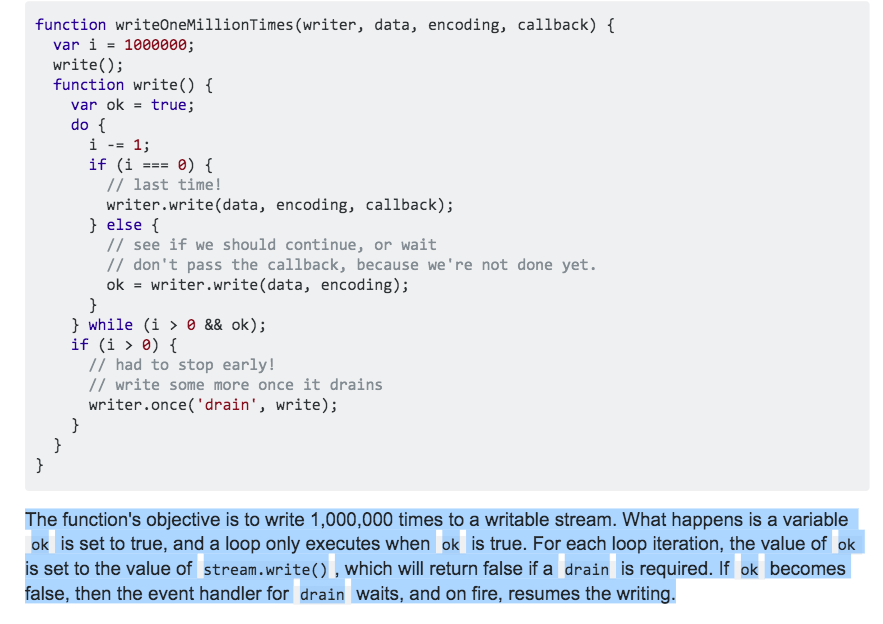 function writeOneMillionTimes(writer, data, encoding, callback) {
  var i = 1000000;
  write();
  function write() {
    var ok = true;
    do {
      i -= 1;
      if (i === 0) {
        // last time!
        writer.write(data, encoding, callback);
      } else {
        // see if we should continue, or wait
        // don't pass the callback, because we're not done yet.
        ok = writer.write(data, encoding);
      }
    } while (i > 0 && ok);
    if (i > 0) {
      // had to stop early!
      // write some more once it drains
      writer.once('drain', write);
    }
  }
}
The function's objective is to write 1,000,000 times to a writable stream. What happens is a variable
ok is set to true, and a loop only executes when ok is true. For each loop iteration, the value of ok
is set to the value of stream.write() , which will return false if a drain is required. If ok becomes
false, then the event handler for drain waits, and on fire, resumes the writing.